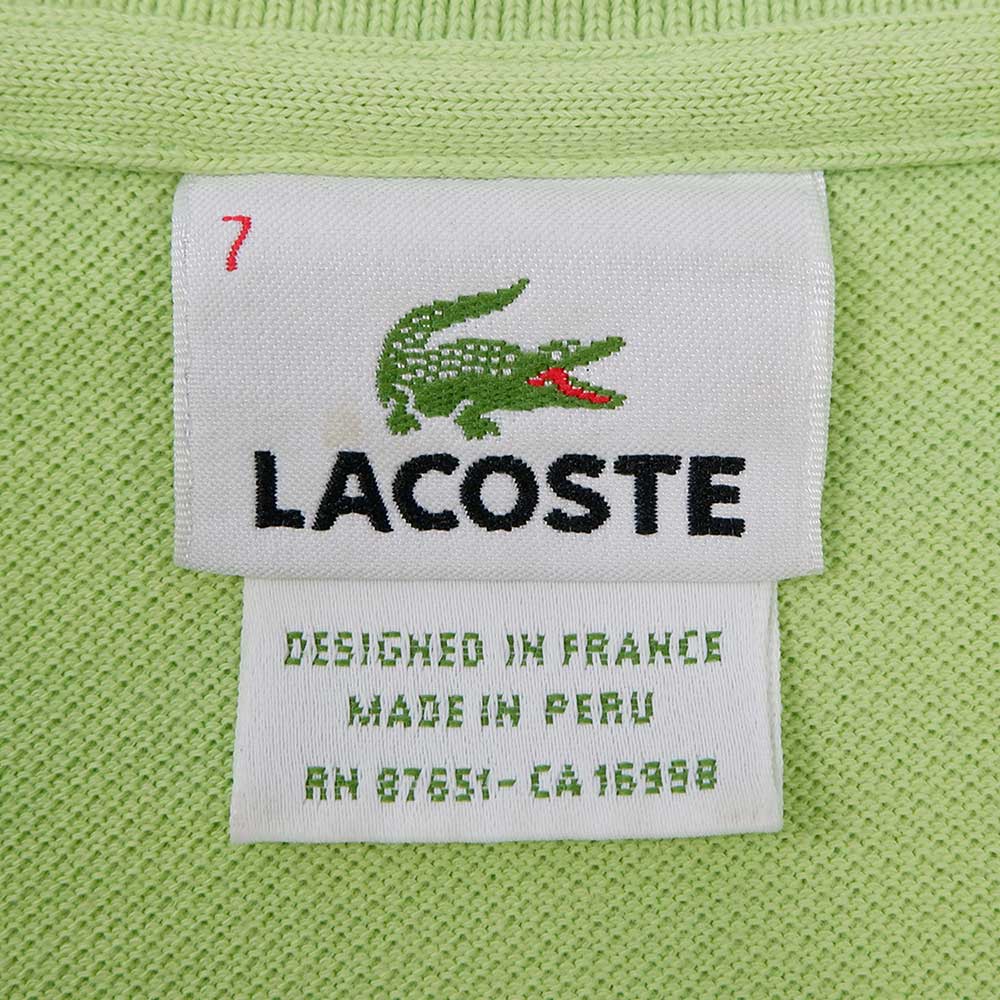 7
LACOSTE
DESIGNED IN FRANCE
MADE IN PERU
RN 87651-CA 16998